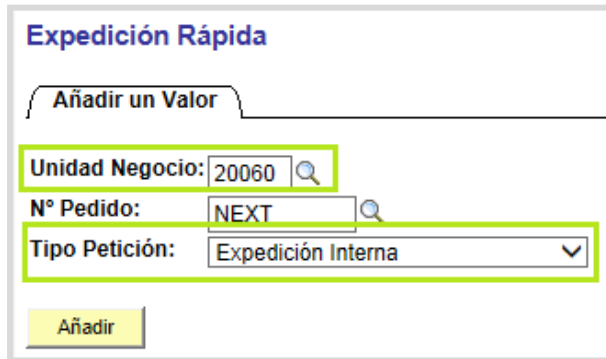 Expedición Rápida
Añadir un Valor
Unidad Negocio: 20060
Nº Pedido: NEXT
Tipo Petición: Expedición Interna
Añadir